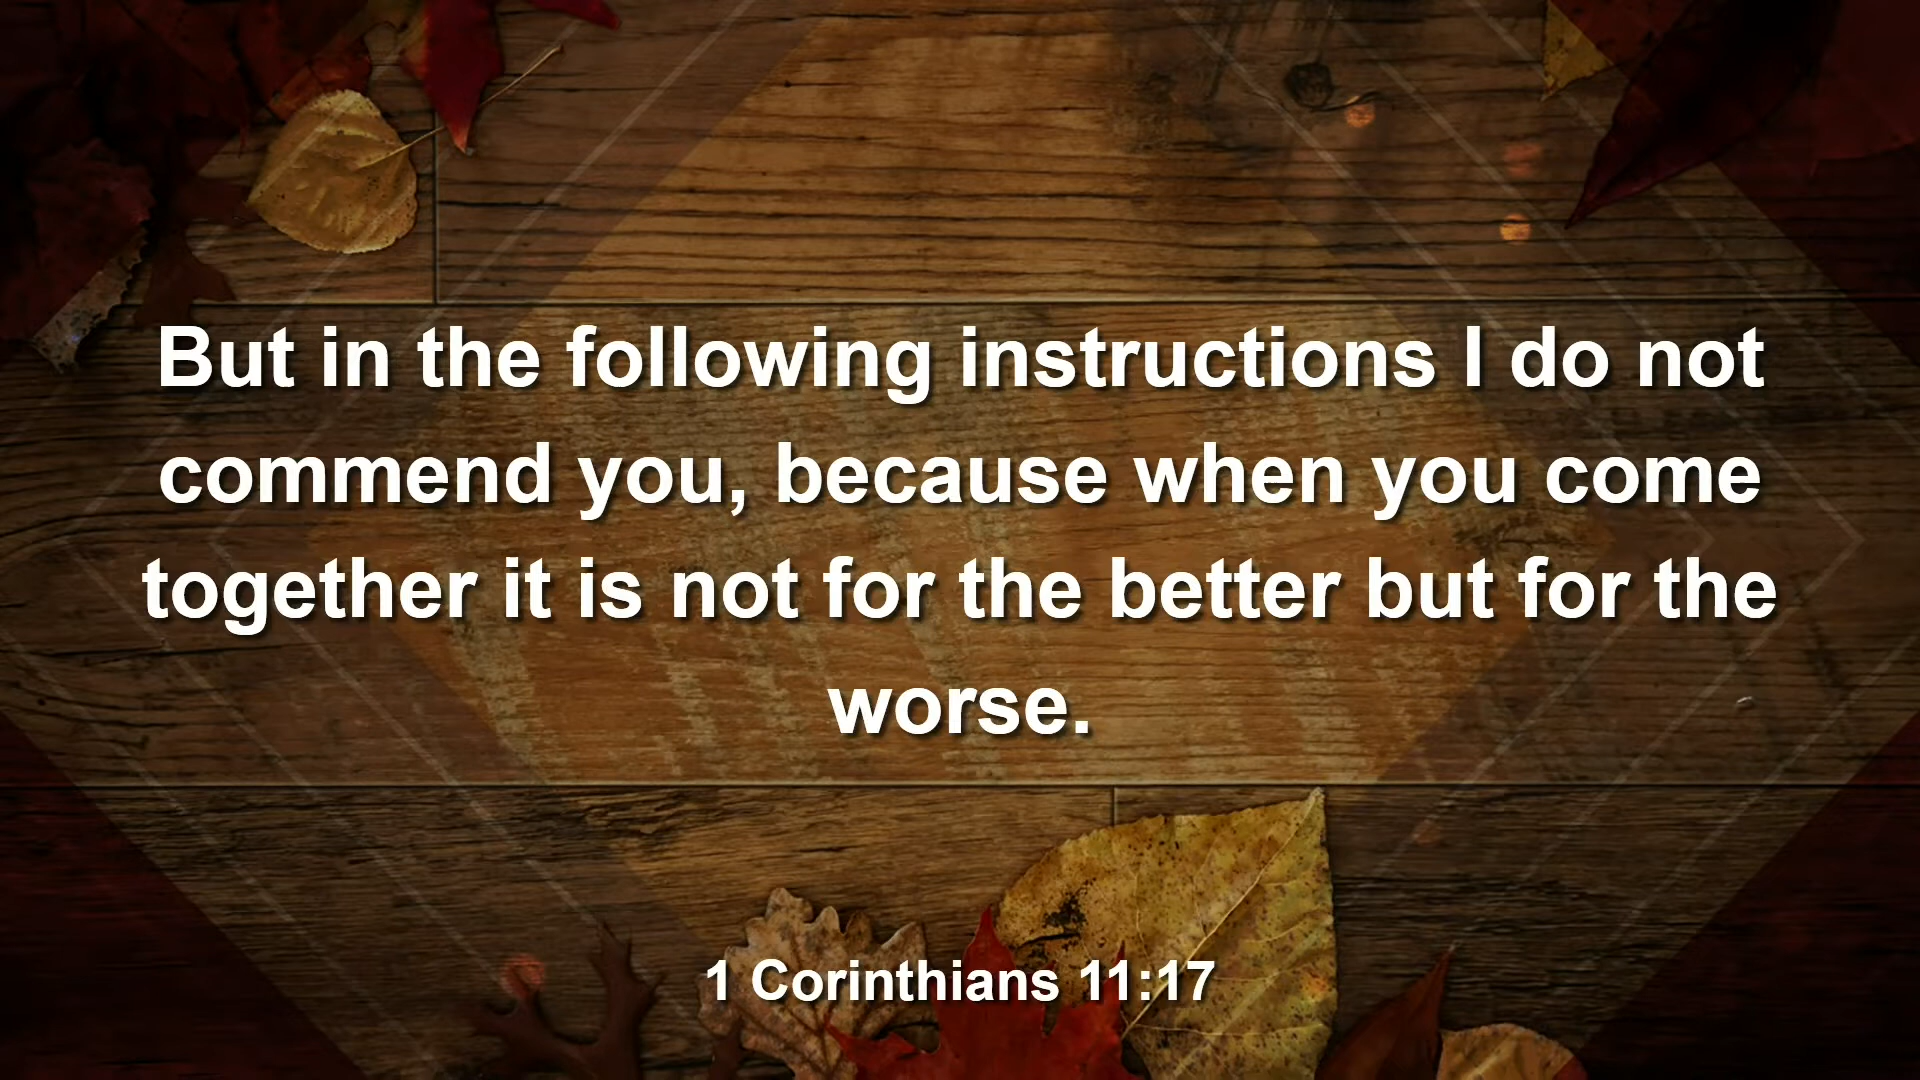 But in the following instructions I do not
commend you, because when you come
together it is not for the better but for the
worse.
1 Corinthians 11:17